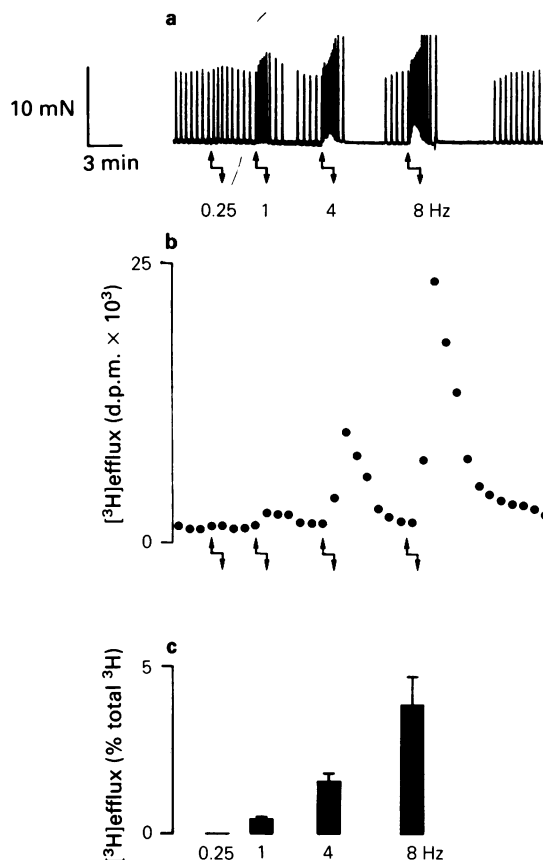 a
10 mN
3 min
0.25 1 4 8 Hz
b
25
[³H]efflux (d.p.m. × 10³)
0
c
5
[³H]efflux (% total ³H)
0
0.25 1 4 8 Hz